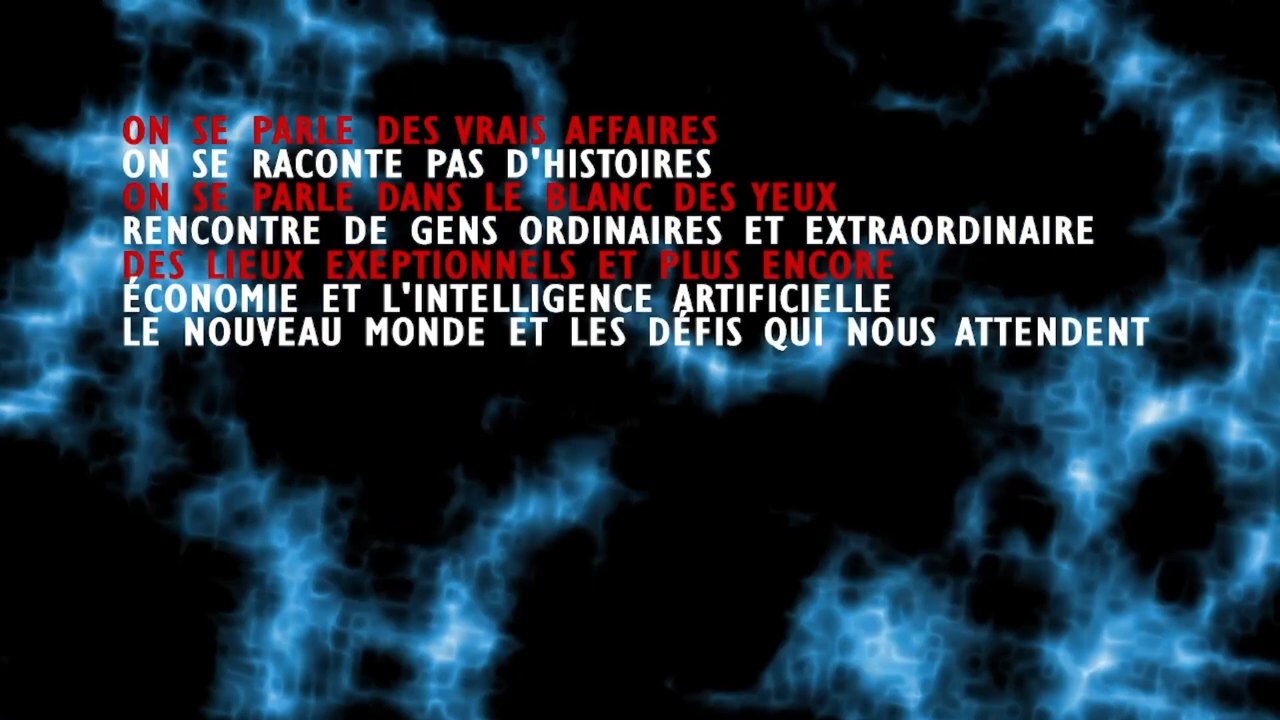 ON SE PARLE DES VRAIS AFFAIRES
ON SE RACONTE PAS D'HISTOIRES
ON SE PARLE DANS LE BLANC DES YEUX
RENCONTRE DE GENS ORDINAIRES ET EXTRAORDINAIRE
DES LIEUX EXEPTIONNELS ET PLUS ENCORE
ÉCONOMIE ET L'INTELLIGENCE ARTIFICIELLE
LE NOUVEAU MONDE ET LES DÉFIS QUI NOUS ATTENDENT